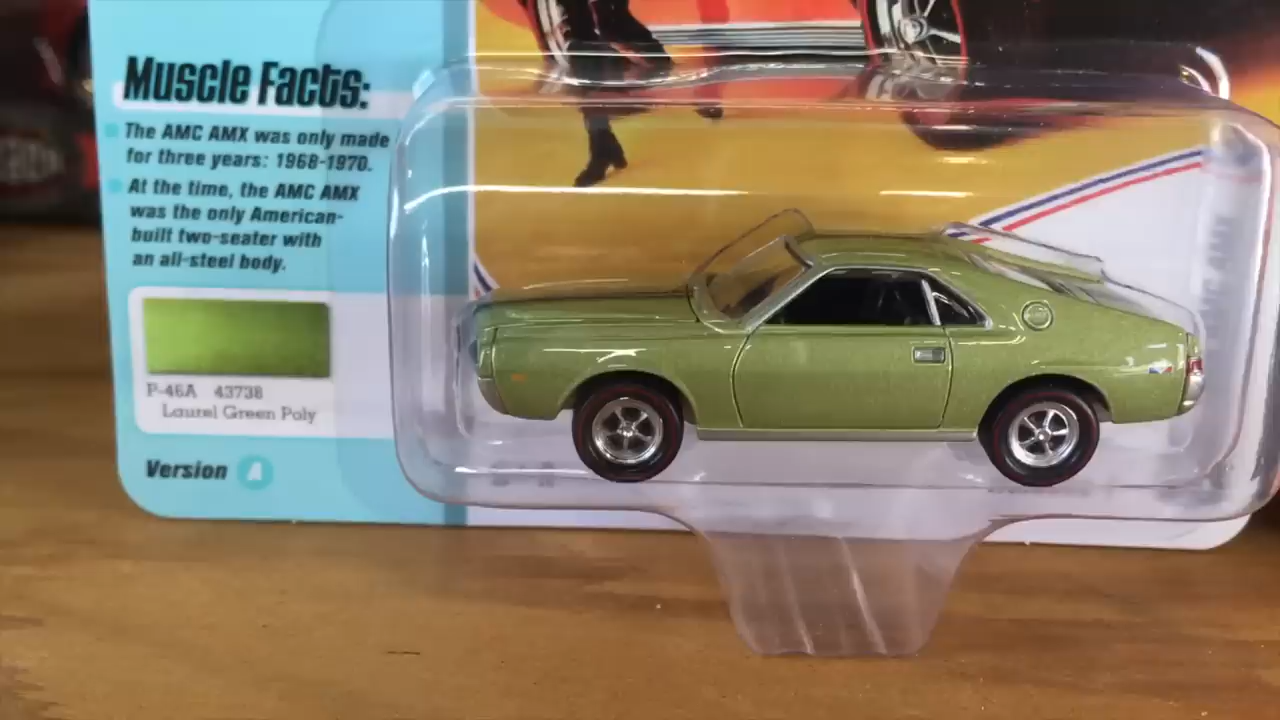 Muscle Facts:
The AMC AMX was only made
for three years: 1968-1970.
At the time, the AMC AMX
was the only American-
built two-seater with
an all-steel body.
P-46A 43738
Laurel Green Poly
Version A